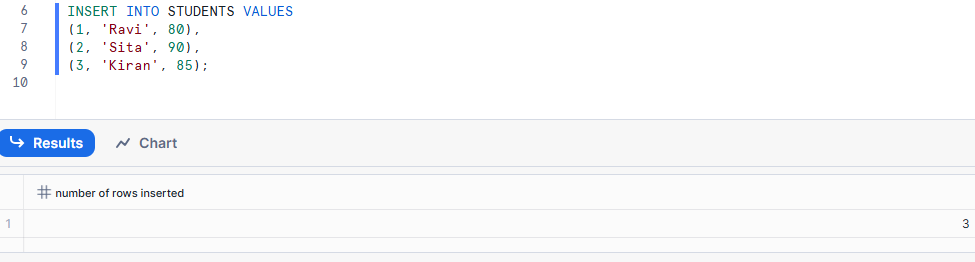 6 INSERT INTO STUDENTS VALUES
7 (1, 'Ravi', 80),
8 (2, 'Sita', 90),
9 (3, 'Kiran', 85);
10
Results Chart
number of rows inserted
1 3